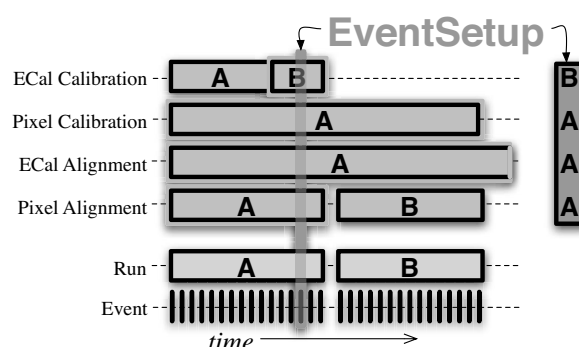 EventSetup
ECal Calibration A B B
Pixel Calibration A A
ECal Alignment A A
Pixel Alignment A B A
Run A B
Event
time